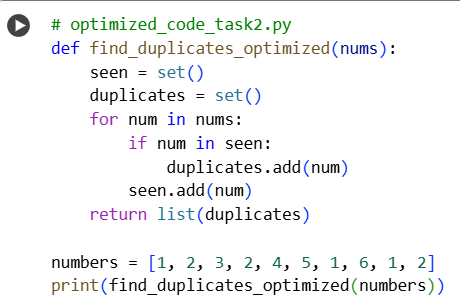 # optimized_code_task2.py
def find_duplicates_optimized(nums):
    seen = set()
    duplicates = set()
    for num in nums:
        if num in seen:
            duplicates.add(num)
        seen.add(num)
    return list(duplicates)

numbers = [1, 2, 3, 2, 4, 5, 1, 6, 1, 2]
print(find_duplicates_optimized(numbers))